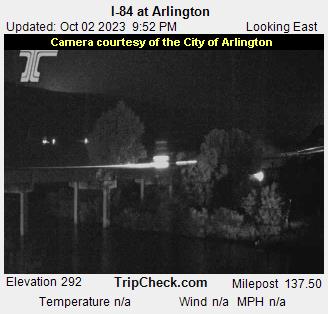 I-84 at Arlington
Updated: Oct 02 2023 9:52 PM Looking East
Camera courtesy of the City of Arlington
Elevation 292 TripCheck.com Milepost 137.50
Temperature n/a Wind n/a MPH n/a